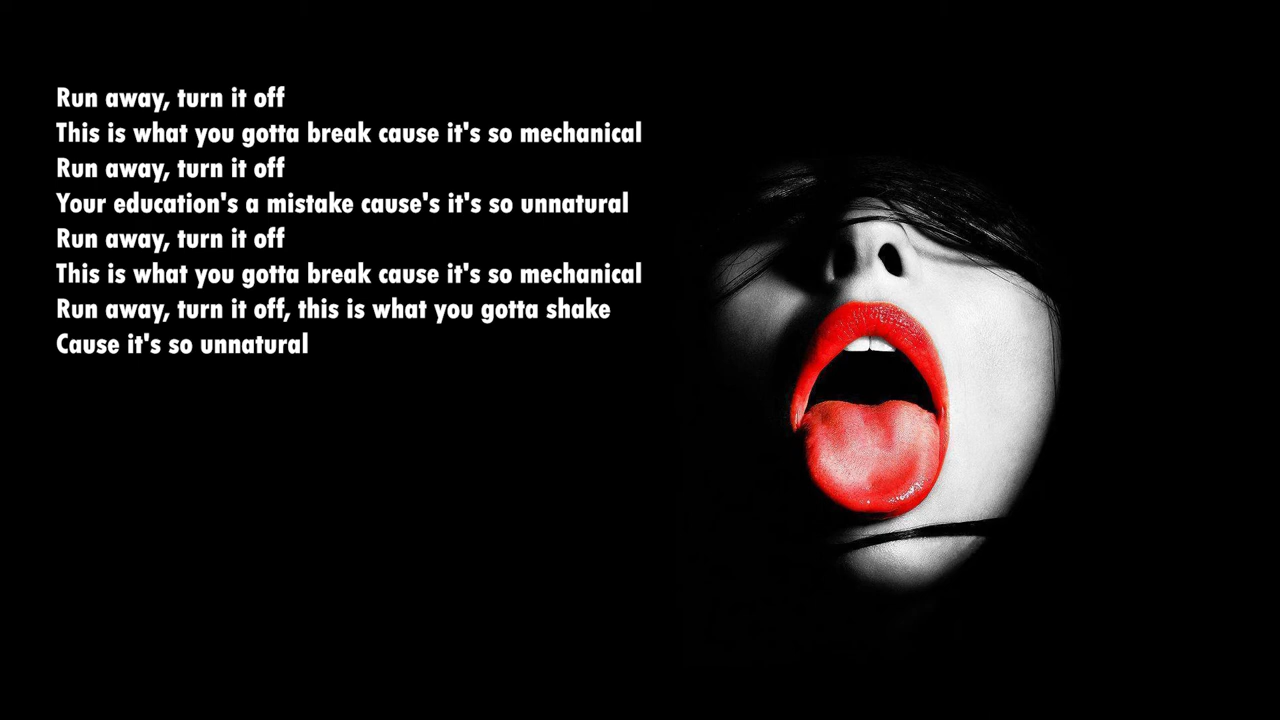 Run away, turn it off
This is what you gotta break cause it's so mechanical
Run away, turn it off
Your education's a mistake cause's it's so unnatural
Run away, turn it off
This is what you gotta break cause it's so mechanical
Run away, turn it off, this is what you gotta shake
Cause it's so unnatural